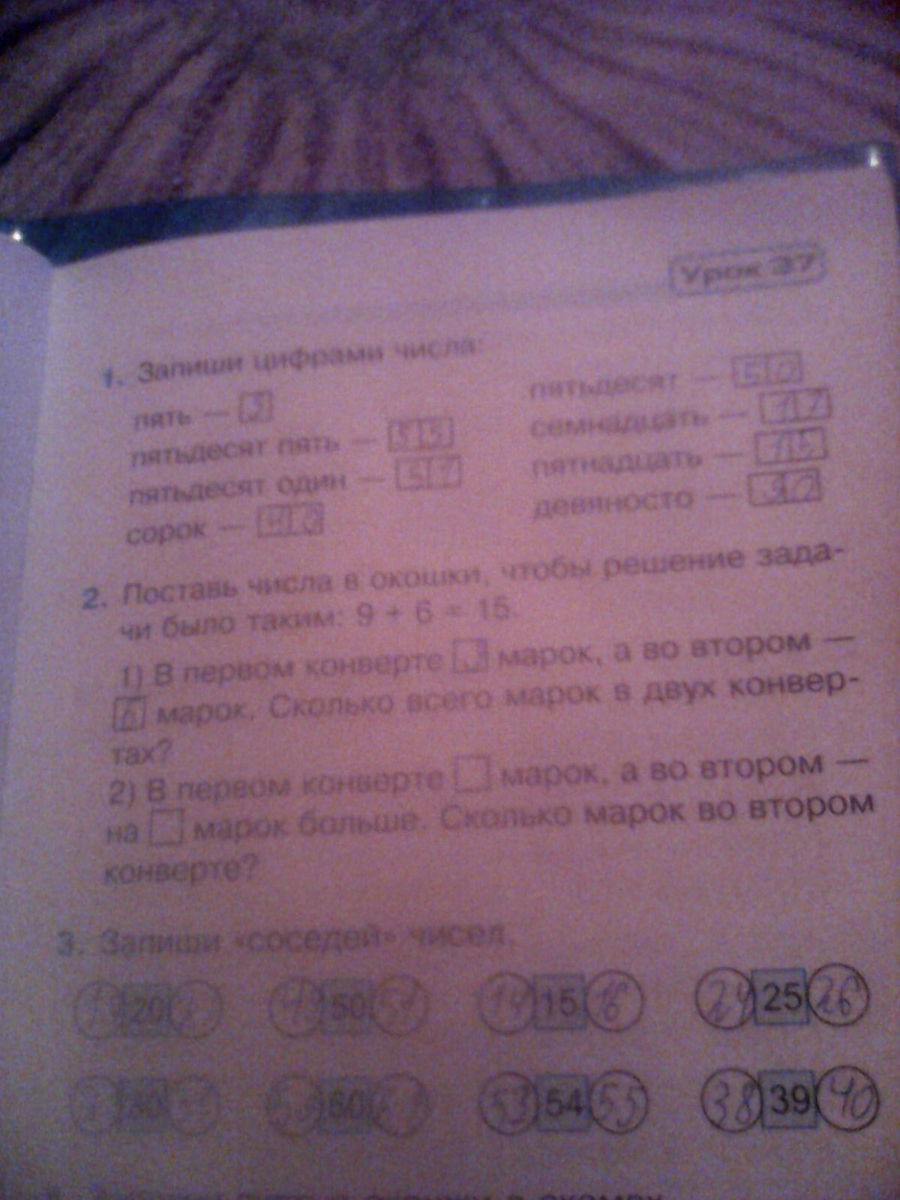 Урок 37
1. Запиши цифрами числа:
пять — 5
пятьдесят — 50
пятьдесят пять — 55
семнадцать — 17
пятьдесят один — 51
пятнадцать — 15
сорок — 40
девяносто — 90
2. Поставь числа в окошки, чтобы решение зада-
чи было таким: 9 + 6 = 15.
1) В первом конверте 9 марок, а во втором —
6 марок. Сколько всего марок в двух конвер-
тах?
2) В первом конверте марок, а во втором —
на марок больше. Сколько марок во втором
конверте?
3. Запиши «соседей» чисел.
20 49 50 51 14 15 16 24 25 26
60 53 54 55 38 39 40